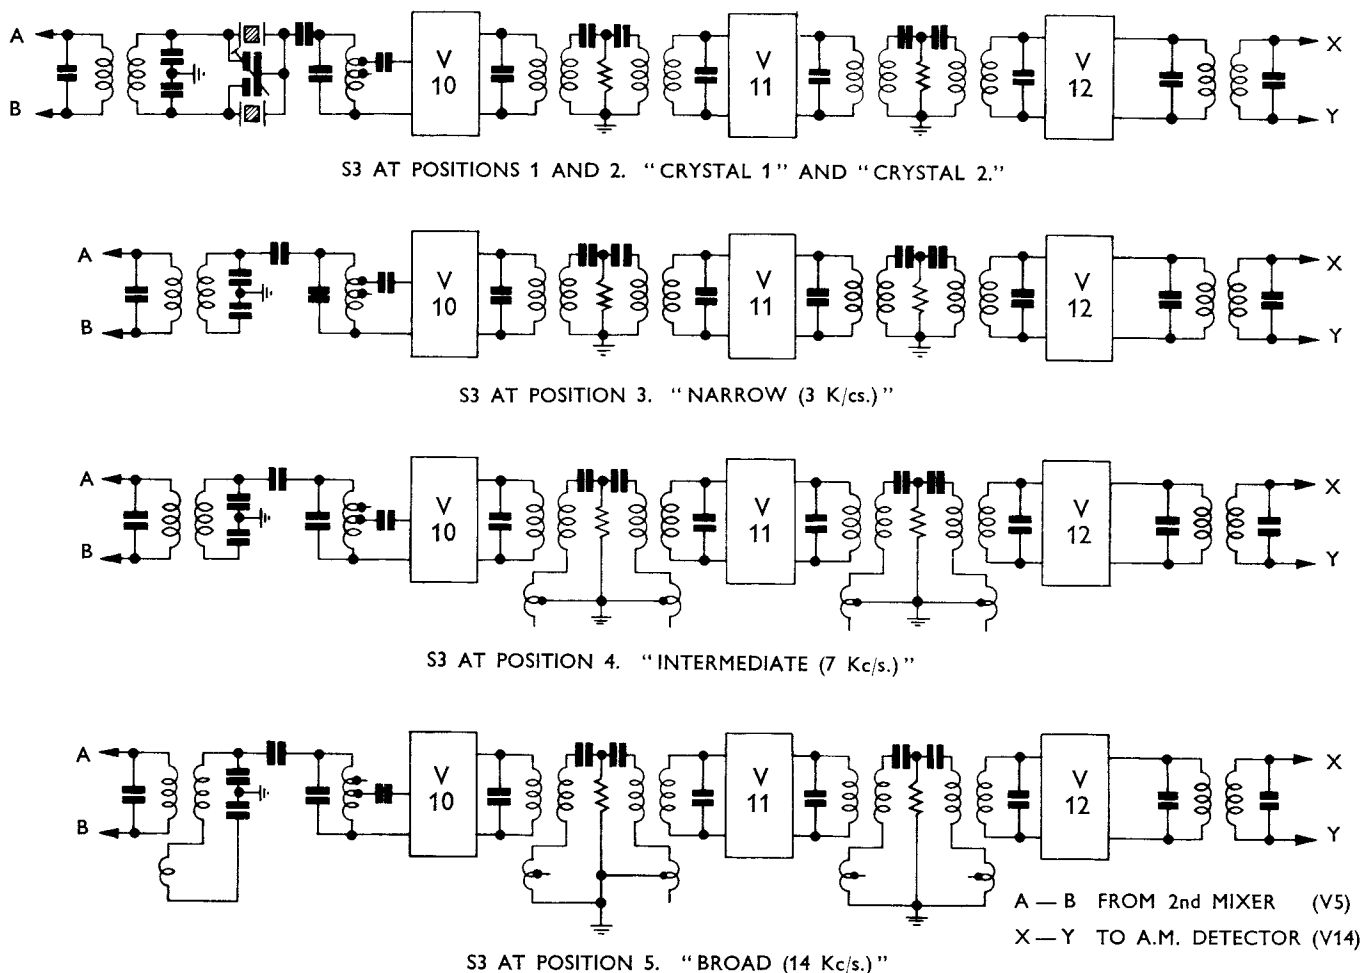 A
B
V
10
V
11
V
12
X
Y
S3 AT POSITIONS 1 AND 2. "CRYSTAL 1" AND "CRYSTAL 2."
A
B
V
10
V
11
V
12
X
Y
S3 AT POSITION 3. "NARROW (3 K/cs.)"
A
B
V
10
V
11
V
12
X
Y
S3 AT POSITION 4. "INTERMEDIATE (7 Kc/s.)"
A
B
V
10
V
11
V
12
X
Y
A — B FROM 2nd MIXER (V5)
X — Y TO A.M. DETECTOR (V14)
S3 AT POSITION 5. "BROAD (14 Kc/s.)"